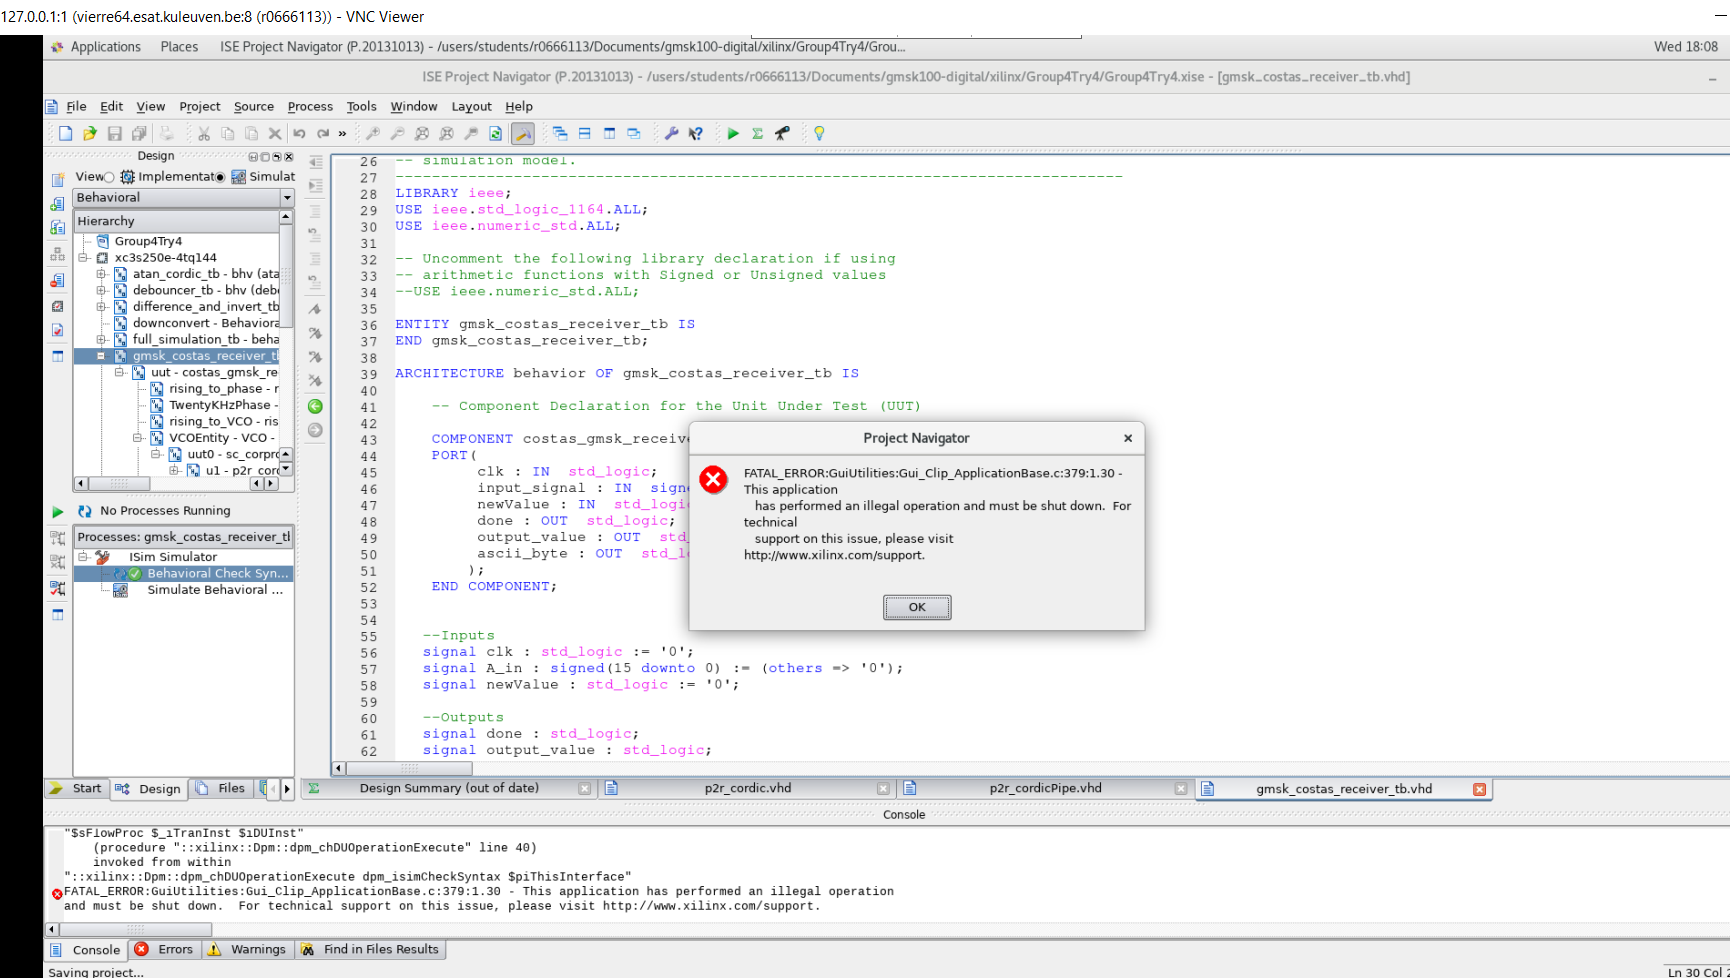 127.0.0.1:1 (vierre64.esat.kuleuven.be:8 (r0666113)) - VNC Viewer
Applications Places ISE Project Navigator (P.20131013) - /users/students/r0666113/Documents/gmsk100-digital/xilinx/Group4Try4/Grou... Wed 18:08
ISE Project Navigator (P.20131013) - /users/students/r0666113/Documents/gmsk100-digital/xilinx/Group4Try4/Group4Try4.xise - [gmsk_costas_receiver_tb.vhd]
File Edit View Project Source Process Tools Window Layout Help
Design
View Implementat Simulat
Behavioral
Hierarchy
Group4Try4
xc3s250e-4tq144
atan_cordic_tb - bhv (ata
debouncer_tb - bhv (deb
difference_and_invert_tb
downconvert - Behaviora
full_simulation_tb - beha
gmsk_costas_receiver_tb
uut - costas_gmsk_re
rising_to_phase - r
TwentyKHzPhase -
rising_to_VCO - ris
VCOEntity - VCO -
uut0 - sc_corpro
u1 - p2r_corc
No Processes Running
Processes: gmsk_costas_receiver_tl
ISim Simulator
Behavioral Check Syn...
Simulate Behavioral ...
26 -- simulation model.
27 --------------------------------------------------------------------------------
28 LIBRARY ieee;
29 USE ieee.std_logic_1164.ALL;
30 USE ieee.numeric_std.ALL;
31
32 -- Uncomment the following library declaration if using
33 -- arithmetic functions with Signed or Unsigned values
34 --USE ieee.numeric_std.ALL;
35
36 ENTITY gmsk_costas_receiver_tb IS
37 END gmsk_costas_receiver_tb;
38
39 ARCHITECTURE behavior OF gmsk_costas_receiver_tb IS
40
41 -- Component Declaration for the Unit Under Test (UUT)
42
43 COMPONENT costas_gmsk_receive
44 PORT(
45 clk : IN std_logic;
46 input_signal : IN signe
47 newValue : IN std_logi
48 done : OUT std_logic;
49 output_value : OUT std_
50 ascii_byte : OUT std_l
51 );
52 END COMPONENT;
53
54
55 --Inputs
56 signal clk : std_logic := '0';
57 signal A_in : signed(15 downto 0) := (others => '0');
58 signal newValue : std_logic := '0';
59
60 --Outputs
61 signal done : std_logic;
62 signal output_value : std_logic;
Project Navigator
FATAL_ERROR:GuiUtilities:Gui_Clip_ApplicationBase.c:379:1.30 -
This application
has performed an illegal operation and must be shut down. For
technical
support on this issue, please visit
http://www.xilinx.com/support.
OK
Start Design Files
Design Summary (out of date) p2r_cordic.vhd p2r_cordicPipe.vhd gmsk_costas_receiver_tb.vhd
Console
"$sFlowProc $_iTranInst $iDUInst"
(procedure "::xilinx::Dpm::dpm_chDUOperationExecute" line 40)
invoked from within
"::xilinx::Dpm::dpm_chDUOperationExecute dpm_isimCheckSyntax $piThisInterface"
FATAL_ERROR:GuiUtilities:Gui_Clip_ApplicationBase.c:379:1.30 - This application has performed an illegal operation
and must be shut down. For technical support on this issue, please visit http://www.xilinx.com/support.
Console Errors Warnings Find in Files Results
Saving project... Ln 30 Col